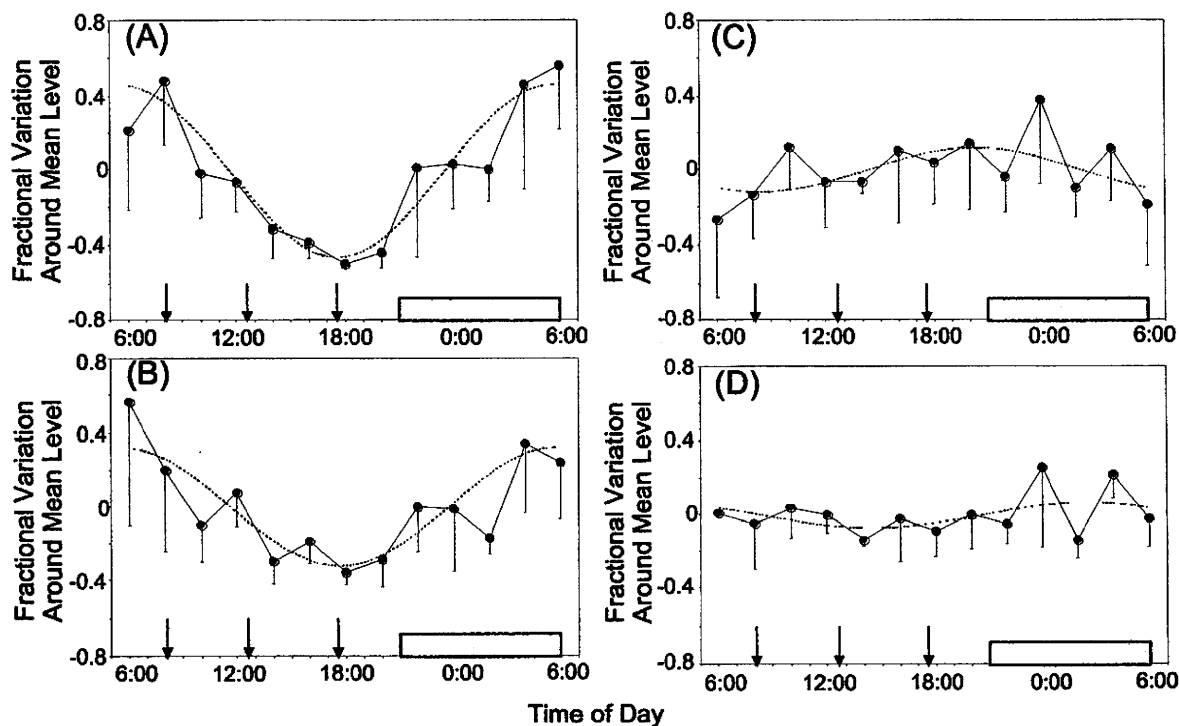 (A)
Fractional Variation
Around Mean Level
0.8
0.4
0
-0.4
-0.8
6:00 12:00 18:00 0:00 6:00
(B)
Fractional Variation
Around Mean Level
0.8
0.4
0
-0.4
-0.8
6:00 12:00 18:00 0:00 6:00
(C)
Fractional Variation
Around Mean Level
0.8
0.4
0
-0.4
-0.8
6:00 12:00 18:00 0:00 6:00
(D)
Fractional Variation
Around Mean Level
0.8
0.4
0
-0.4
-0.8
6:00 12:00 18:00 0:00 6:00
Time of Day